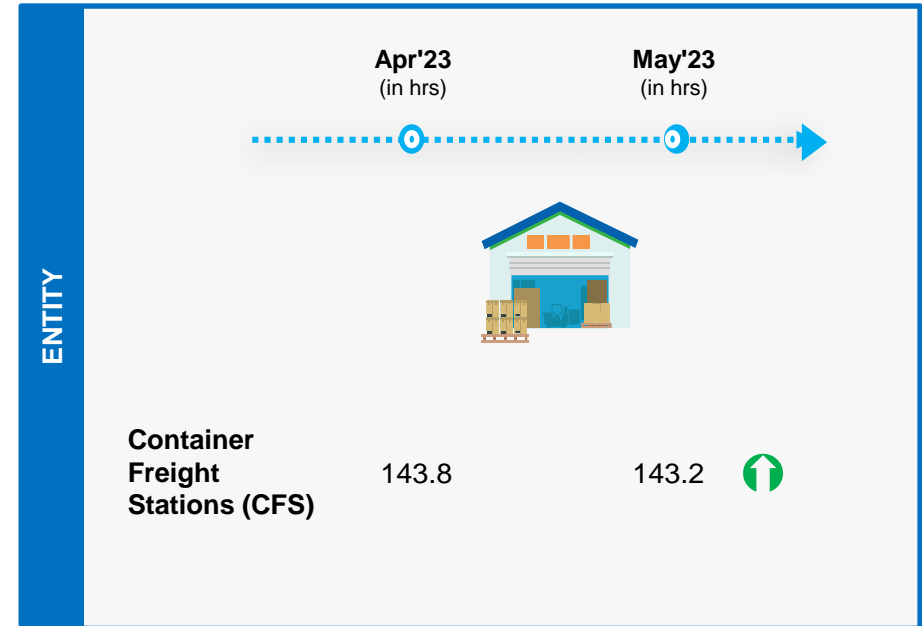 Apr'23
(in hrs)
May'23
(in hrs)
ENTITY
Container
Freight
Stations (CFS)
143.8
143.2